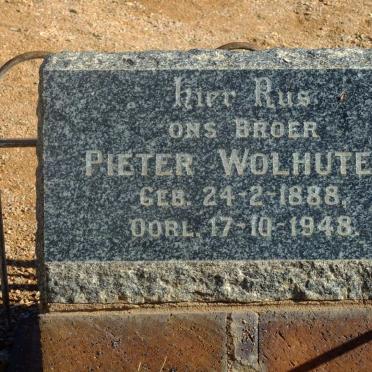 Hier Rus
ONS BROER
PIETER WOLHUTE
GEB. 24-2-1888.
OORL. 17-10-1948.